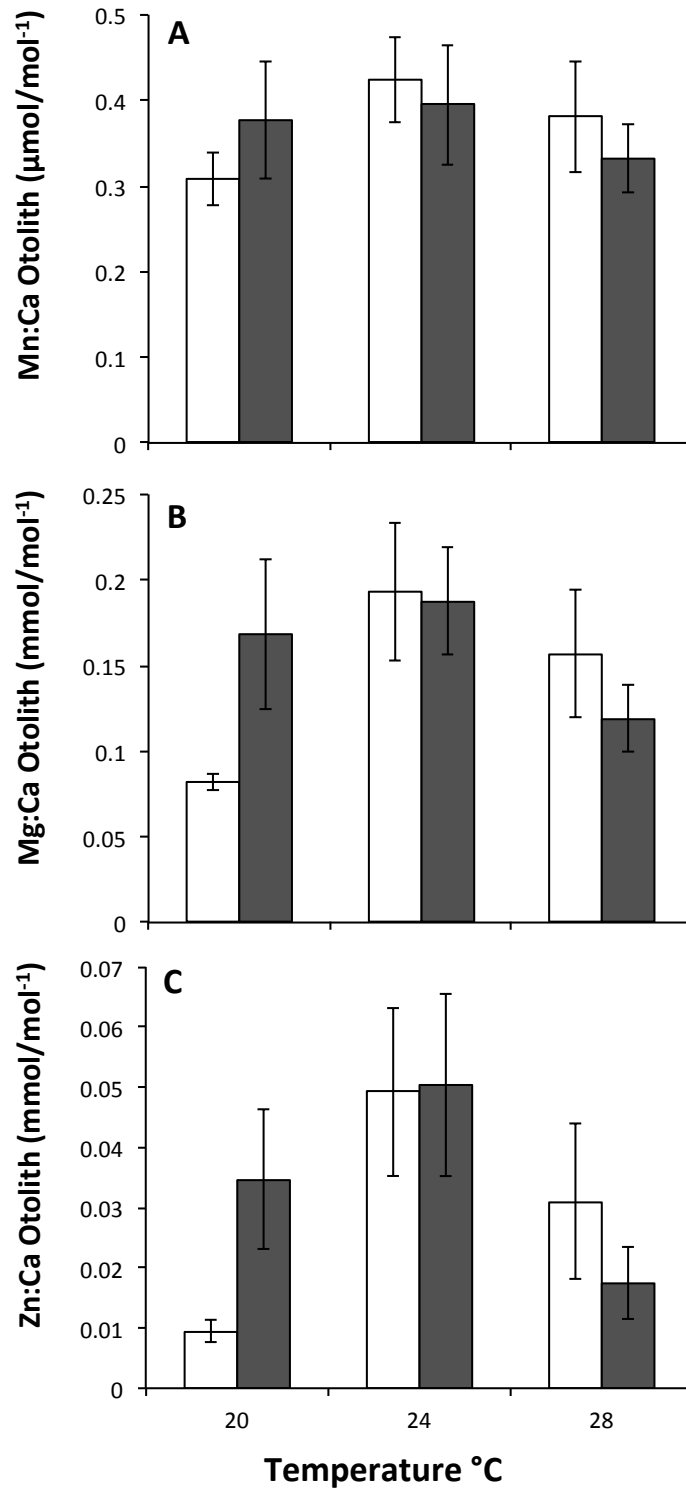 A
Mn:Ca Otolith (µmol/mol⁻¹)
0.5
0.4
0.3
0.2
0.1
0
B
Mg:Ca Otolith (mmol/mol⁻¹)
0.25
0.2
0.15
0.1
0.05
0
C
Zn:Ca Otolith (mmol/mol⁻¹)
0.07
0.06
0.05
0.04
0.03
0.02
0.01
0
20 24 28
Temperature °C